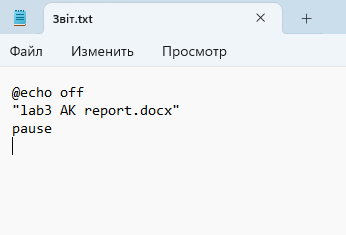 Звіт.txt
Файл Изменить Просмотр
@echo off
"lab3 AK report.docx"
pause